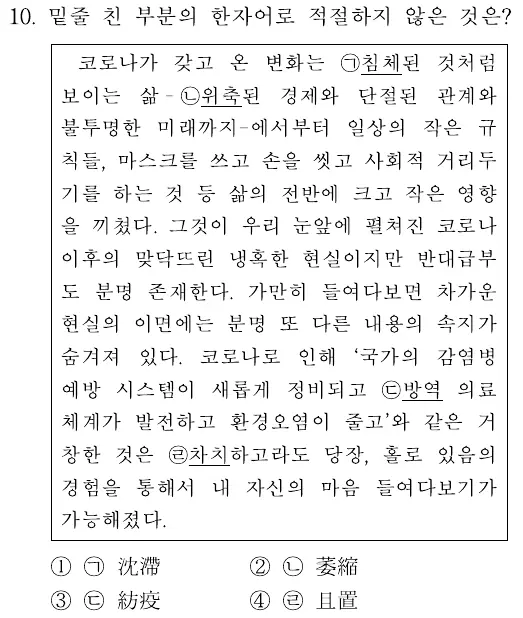 10. 밑줄 친 부분의 한자어로 적절하지 않은 것은?
코로나가 갖고 온 변화는 ㉠침체된 것처럼
보이는 삶-㉡위축된 경제와 단절된 관계와
불투명한 미래까지-에서부터 일상의 작은 규
칙들, 마스크를 쓰고 손을 씻고 사회적 거리두
기를 하는 것 등 삶의 전반에 크고 작은 영향
을 끼쳤다. 그것이 우리 눈앞에 펼쳐진 코로나
이후의 맞닥뜨린 냉혹한 현실이지만 반대급부
도 분명 존재한다. 가만히 들여다보면 차가운
현실의 이면에는 분명 또 다른 내용의 속지가
숨겨져 있다. 코로나로 인해 ‘국가의 감염병
예방 시스템이 새롭게 정비되고 ㉢방역 의료
체계가 발전하고 환경오염이 줄고’와 같은 거
창한 것은 ㉣차치하고라도 당장, 홀로 있음의
경험을 통해서 내 자신의 마음 들여다보기가
가능해졌다.
① ㉠ 沈滯 ② ㉡ 萎縮
③ ㉢ 紡疫 ④ ㉣ 且置